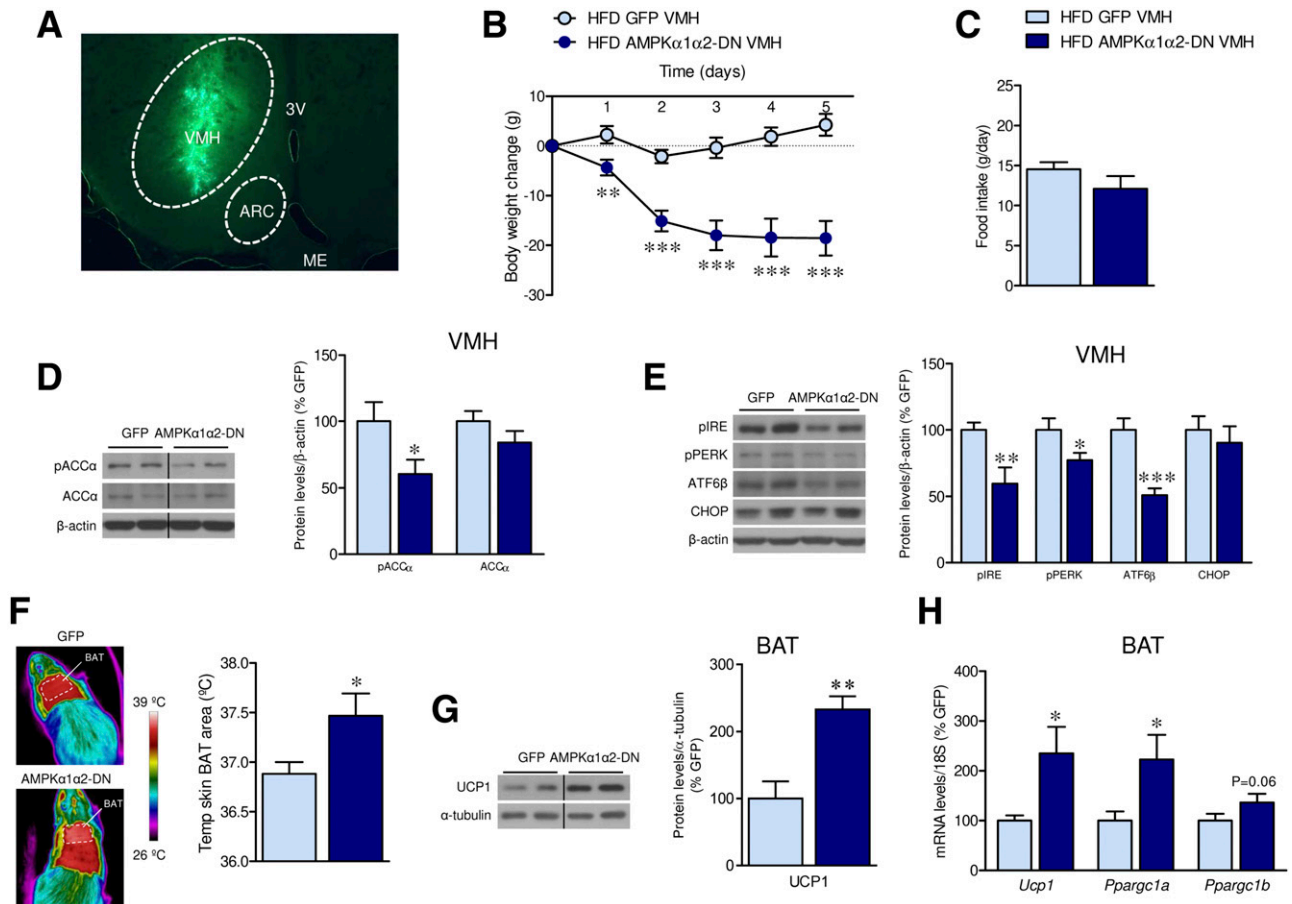 A
VMH
3V
ARC
ME
B
HFD GFP VMH
HFD AMPKα1α2-DN VMH
Time (days)
1 2 3 4 5
Body weight change (g)
10
0
-10
-20
-30
**
***
***
***
***
C
HFD GFP VMH
HFD AMPKα1α2-DN VMH
Food intake (g/day)
25
20
15
10
5
0
D
GFP AMPKα1α2-DN
pACCα
ACCα
β-actin
VMH
Protein levels/β-actin (% GFP)
150
100
50
0
*
pACCα ACCα
E
GFP AMPKα1α2-DN
pIRE
pPERK
ATF6β
CHOP
β-actin
VMH
Protein levels/β-actin (% GFP)
150
100
50
0
**
*
***
pIRE pPERK ATF6β CHOP
F
GFP
BAT
39 ºC
AMPKα1α2-DN
BAT
26 ºC
Temp skin BAT area (ºC)
38.0
37.5
37.0
36.5
36.0
*
G
GFP AMPKα1α2-DN
UCP1
α-tubulin
BAT
Protein levels/α-tubulin
(% GFP)
300
200
100
0
**
UCP1
H
BAT
mRNA levels/18S (% GFP)
400
300
200
100
0
*
*
P=0.06
Ucp1 Ppargc1a Ppargc1b